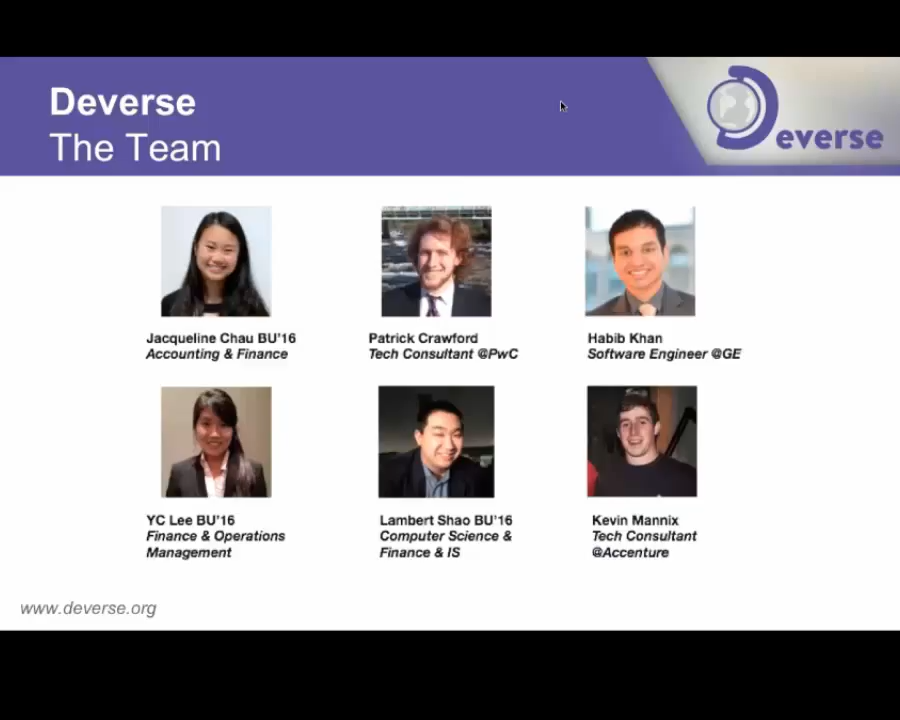 Deverse
The Team
everse
Jacqueline Chau BU'16
Accounting & Finance
Patrick Crawford
Tech Consultant @PwC
Habib Khan
Software Engineer @GE
YC Lee BU'16
Finance & Operations
Management
Lambert Shao BU'16
Computer Science &
Finance & IS
Kevin Mannix
Tech Consultant
@Accenture
www.deverse.org